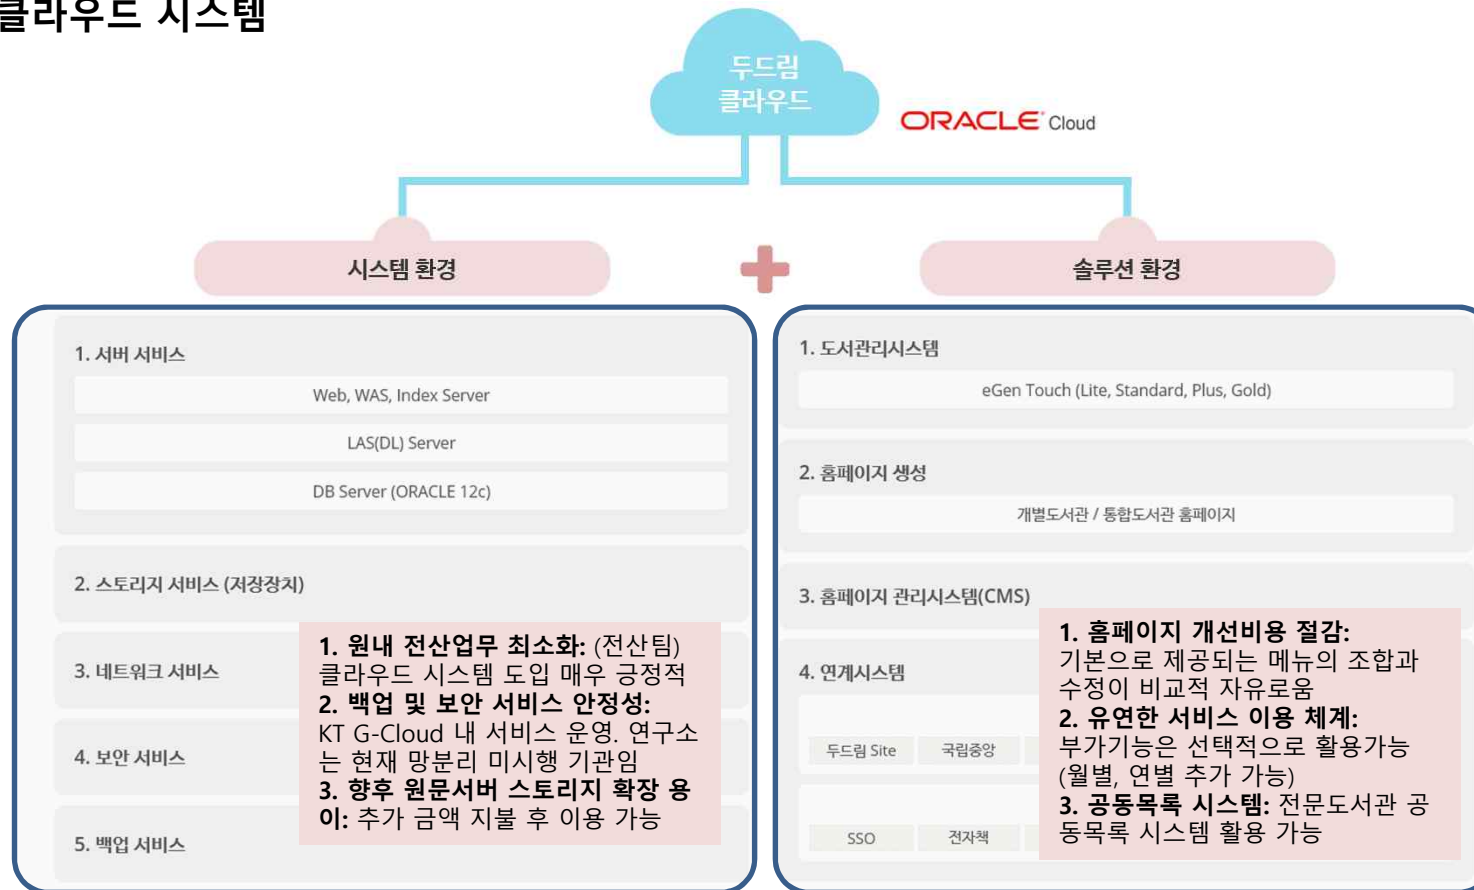 클라우드 시스템
두드림
클라우드
ORACLE Cloud
시스템 환경
1. 서버 서비스
Web, WAS, Index Server
LAS(DL) Server
DB Server (ORACLE 12c)
2. 스토리지 서비스 (저장장치)
3. 네트워크 서비스
4. 보안 서비스
5. 백업 서비스
1. 원내 전산업무 최소화: (전산팀)
클라우드 시스템 도입 매우 긍정적
2. 백업 및 보안 서비스 안정성:
KT G-Cloud 내 서비스 운영. 연구소
는 현재 망분리 미시행 기관임
3. 향후 원문서버 스토리지 확장 용
이: 추가 금액 지불 후 이용 가능
솔루션 환경
1. 도서관리시스템
eGen Touch (Lite, Standard, Plus, Gold)
2. 홈페이지 생성
개별도서관 / 통합도서관 홈페이지
3. 홈페이지 관리시스템(CMS)
4. 연계시스템
두드림 Site 국립중앙
SSO 전자책
1. 홈페이지 개선비용 절감:
기본으로 제공되는 메뉴의 조합과
수정이 비교적 자유로움
2. 유연한 서비스 이용 체계:
부가기능은 선택적으로 활용가능
(월별, 연별 추가 가능)
3. 공동목록 시스템: 전문도서관 공
동목록 시스템 활용 가능